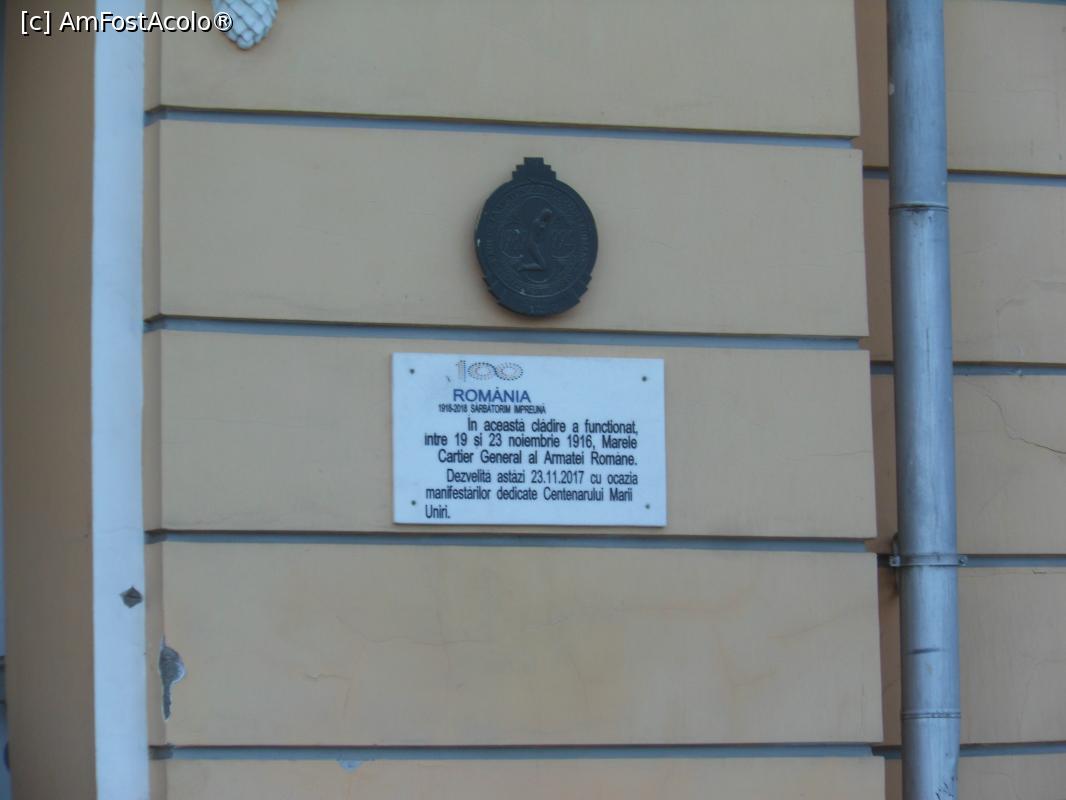 [c] AmFostAcolo®
100
ROMÂNIA
1918-2018 SĂRBĂTORIM ÎMPREUNĂ
În această clădire a funcționat,
între 19 si 23 noiembrie 1916, Marele
Cartier General al Armatei Române.
Dezvelită astăzi 23.11.2017 cu ocazia
manifestărilor dedicate Centenarului Marii
Uniri.